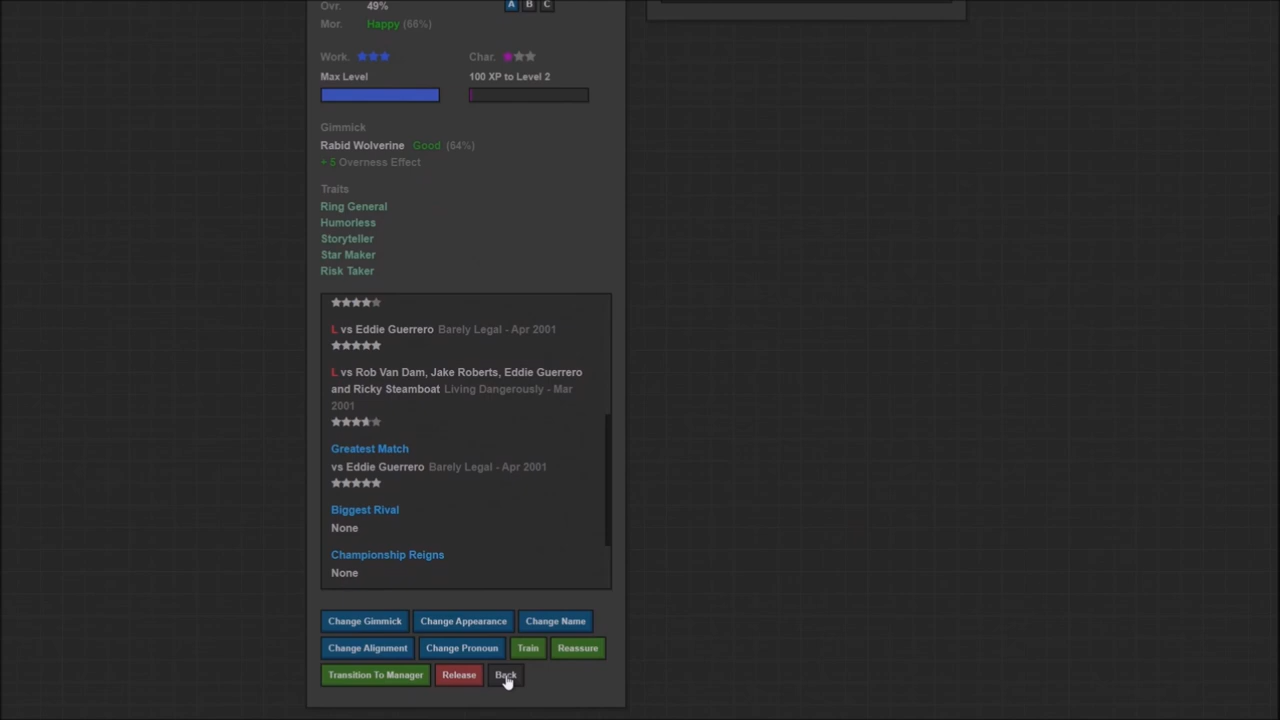 Ovr. 49% A B C
Mor. Happy (66%)
Work. Char.
Max Level 100 XP to Level 2
Gimmick
Rabid Wolverine Good (64%)
+ 5 Overness Effect
Traits
Ring General
Humorless
Storyteller
Star Maker
Risk Taker
L vs Eddie Guerrero Barely Legal - Apr 2001
L vs Rob Van Dam, Jake Roberts, Eddie Guerrero
and Ricky Steamboat Living Dangerously - Mar
2001
Greatest Match
vs Eddie Guerrero Barely Legal - Apr 2001
Biggest Rival
None
Championship Reigns
None
Change Gimmick Change Appearance Change Name
Change Alignment Change Pronoun Train Reassure
Transition To Manager Release Back